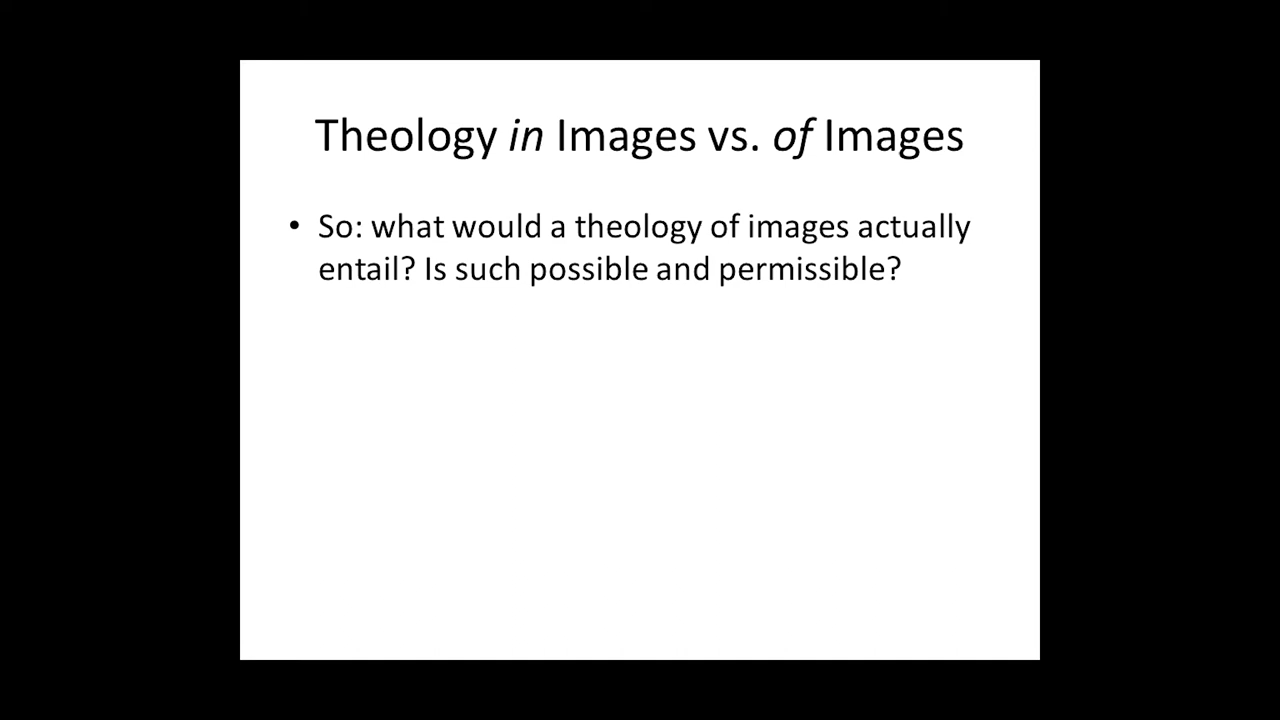 Theology in Images vs. of Images
• So: what would a theology of images actually
entail? Is such possible and permissible?